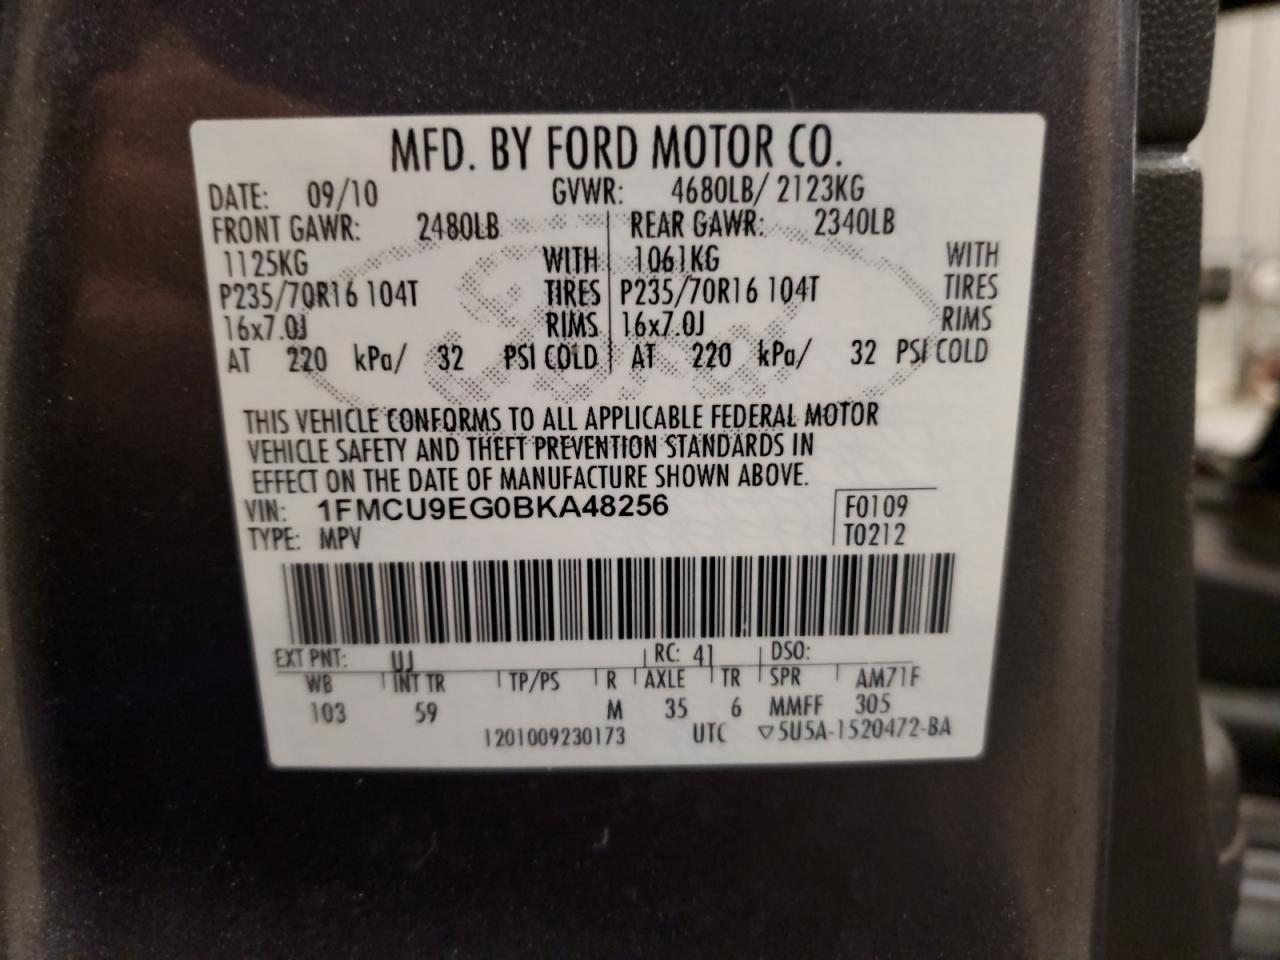 MFD. BY FORD MOTOR CO.
DATE: 09/10 GVWR: 4680LB/ 2123KG
FRONT GAWR: 2480LB REAR GAWR: 2340LB
1125KG WITH 1061KG WITH
P235/70R16 104T TIRES P235/70R16 104T TIRES
16x7.0J RIMS 16x7.0J RIMS
AT 220 kPa/ 32 PSI COLD AT 220 kPa/ 32 PSI COLD
THIS VEHICLE CONFORMS TO ALL APPLICABLE FEDERAL MOTOR
VEHICLE SAFETY AND THEFT PREVENTION STANDARDS IN
EFFECT ON THE DATE OF MANUFACTURE SHOWN ABOVE.
VIN: 1FMCU9EG0BKA48256 F0109
TYPE: MPV T0212
EXT PNT: UJ RC: 41 DSO:
WB INT TR TP/PS R AXLE TR SPR AM71F
103 59 M 35 6 MMFF 305
1201009230173 UTC ▽5U5A-1520472-BA